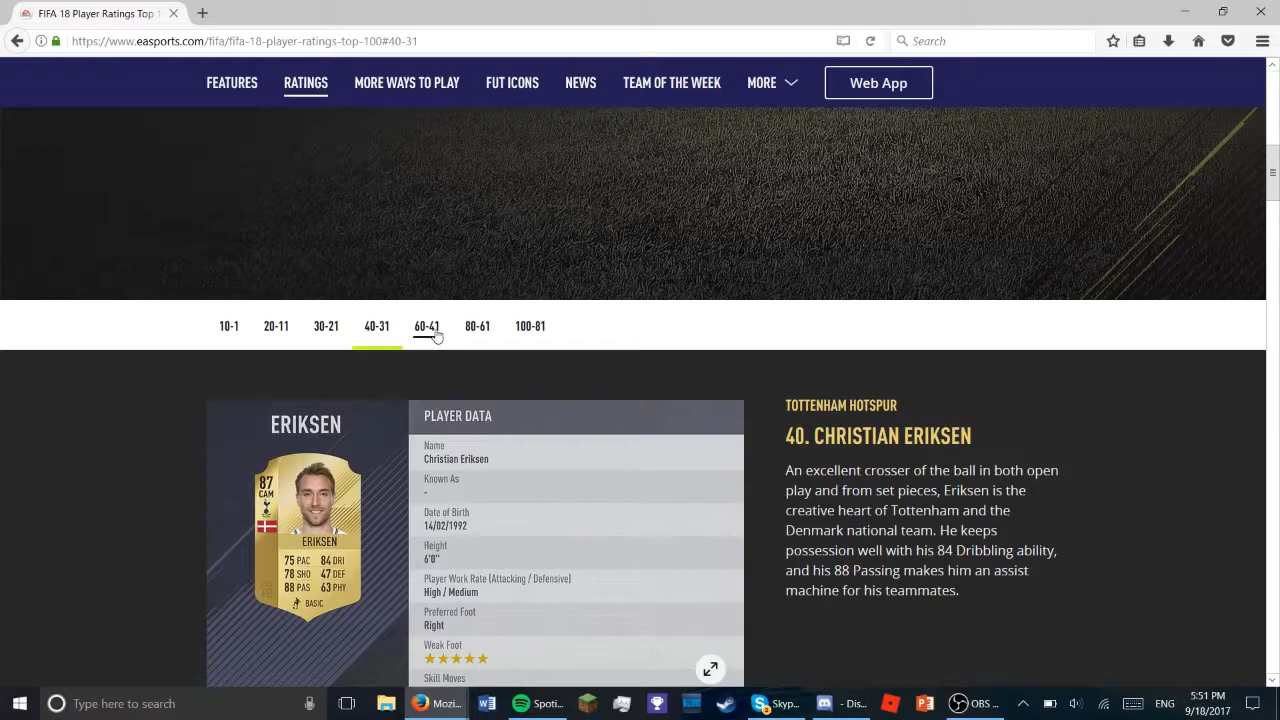 FIFA 18 Player Ratings Top 1
https://www.easports.com/fifa/fifa-18-player-ratings-top-100#40-31
Search
FEATURES RATINGS MORE WAYS TO PLAY FUT ICONS NEWS TEAM OF THE WEEK MORE Web App
10-1 20-11 30-21 40-31 60-41 80-61 100-81
ERIKSEN
87
CAM
ERIKSEN
75 PAC 84 DRI
78 SHO 47 DEF
88 PAS 63 PHY
BASIC
PLAYER DATA
Name
Christian Eriksen
Known As
-
Date of Birth
14/02/1992
Height
6'0"
Player Work Rate (Attacking / Defensive)
High / Medium
Preferred Foot
Right
Weak Foot
Skill Moves
TOTTENHAM HOTSPUR
40. CHRISTIAN ERIKSEN
An excellent crosser of the ball in both open
play and from set pieces, Eriksen is the
creative heart of Tottenham and the
Denmark national team. He keeps
possession well with his 84 Dribbling ability,
and his 88 Passing makes him an assist
machine for his teammates.
Type here to search
Mozi... Spoti... Skyp... - Dis... OBS ... ENG
5:51 PM
9/18/2017